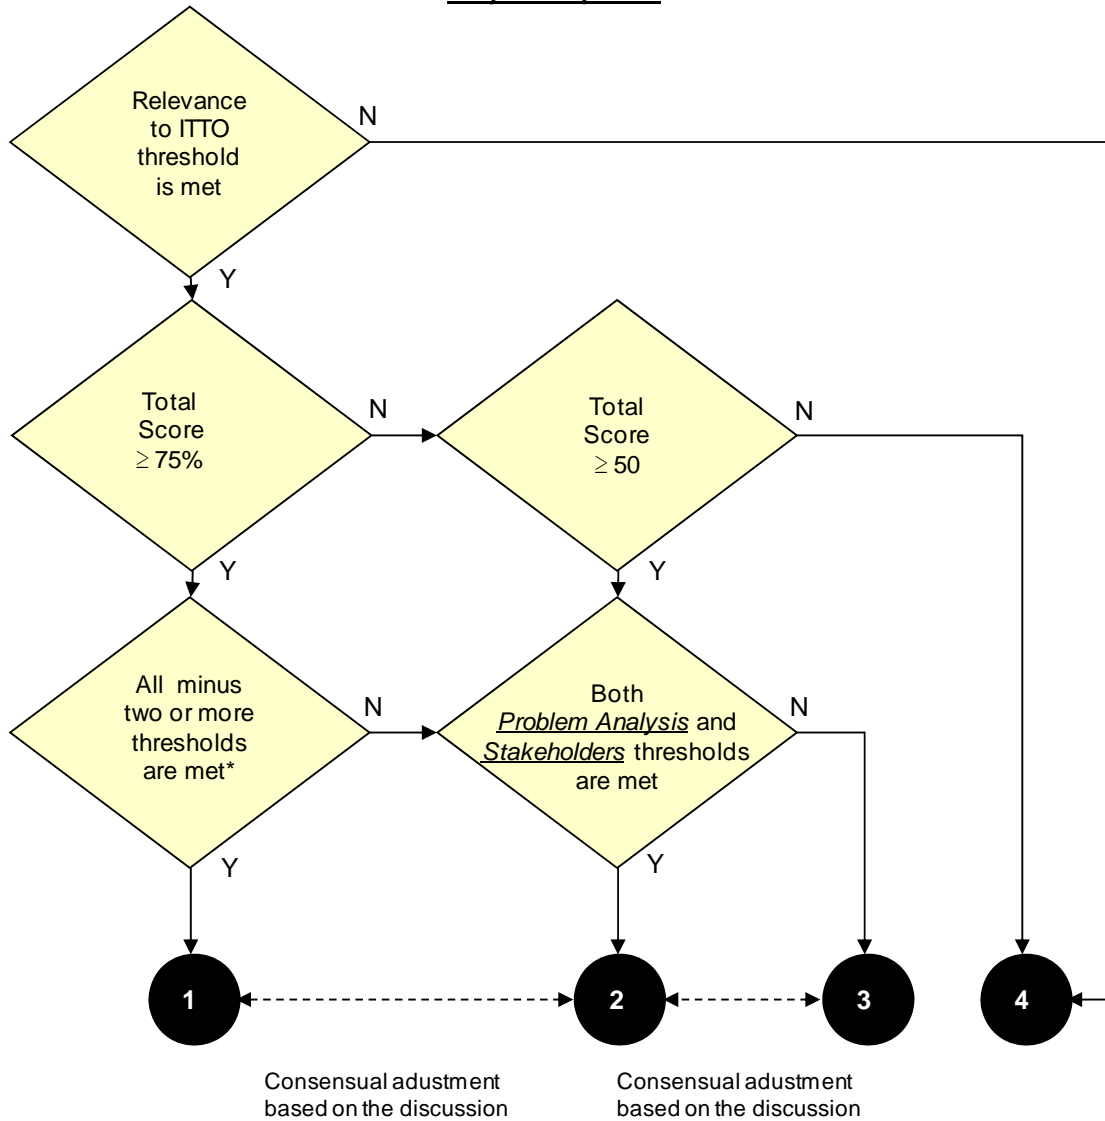 Relevance
to ITTO
threshold
is met
N
Y
Total
Score
≥ 75%
N
Total
Score
≥ 50
N
Y
Y
All minus
two or more
thresholds
are met*
N
Both
Problem Analysis and
Stakeholders thresholds
are met
N
Y
Y
1
2
3
4
Consensual adustment
based on the discussion
Consensual adustment
based on the discussion